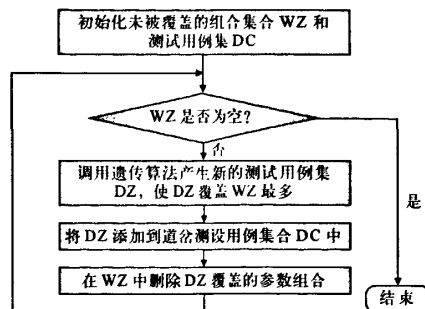 初始化未被覆盖的组合集合 WZ 和
测试用例集 DC
WZ 是否为空?
否
调用遗传算法产生新的测试用例集
DZ，使 DZ 覆盖 WZ 最多
是
将 DZ 添加到道岔测设用例集合 DC 中
在 WZ 中删除 DZ 覆盖的参数组合
结束